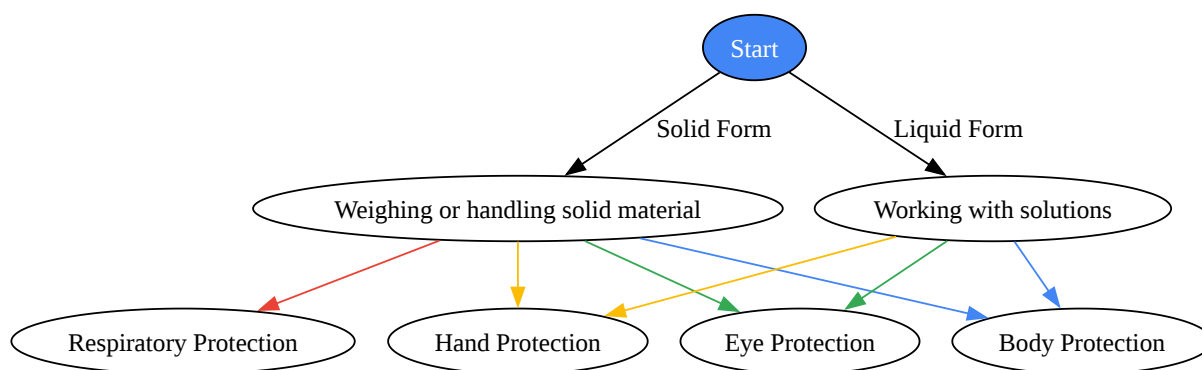 Start
Solid Form
Liquid Form
Weighing or handling solid material
Working with solutions
Respiratory Protection
Hand Protection
Eye Protection
Body Protection